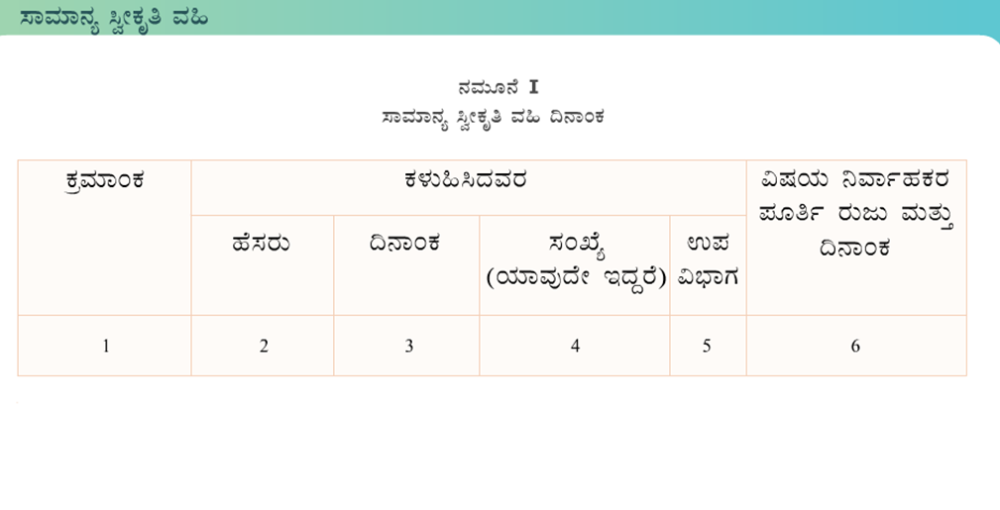 ಸಾಮಾನ್ಯ ಸ್ವೀಕೃತಿ ವಹಿ
ನಮೂನೆ I
ಸಾಮಾನ್ಯ ಸ್ವೀಕೃತಿ ವಹಿ ದಿನಾಂಕ
ಕ್ರಮಾಂಕ
ಕಳುಹಿಸಿದವರ
ವಿಷಯ ನಿರ್ವಾಹಕರ
ಪೂರ್ತಿ ರುಜು ಮತ್ತು
ದಿನಾಂಕ
ಹೆಸರು
ದಿನಾಂಕ
ಸಂಖ್ಯೆ
(ಯಾವುದೇ ಇದ್ದರೆ)
ಉಪ
ವಿಭಾಗ
1 2 3 4 5 6